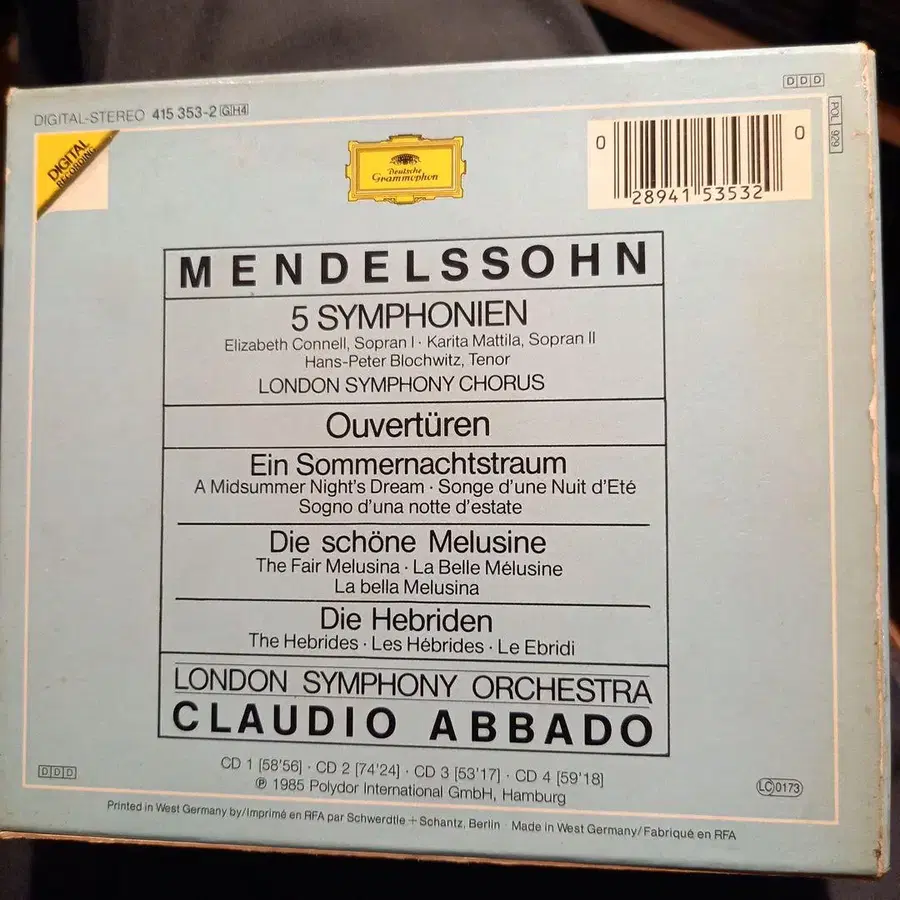 DIGITAL-STEREO 415 353-2 GH4
DDD
POL 929
DIGITAL
RECORDING
Deutsche
Grammophon
0 28941 53532 0
MENDELSSOHN
5 SYMPHONIEN
Elizabeth Connell, Sopran I · Karita Mattila, Sopran II
Hans-Peter Blochwitz, Tenor
LONDON SYMPHONY CHORUS
Ouvertüren
Ein Sommernachtstraum
A Midsummer Night's Dream · Songe d'une Nuit d'Eté
Sogno d'una notte d'estate
Die schöne Melusine
The Fair Melusina · La Belle Mélusine
La bella Melusina
Die Hebriden
The Hebrides · Les Hébrides · Le Ebridi
LONDON SYMPHONY ORCHESTRA
CLAUDIO ABBADO
CD 1 [58'56] · CD 2 [74'24] · CD 3 [53'17] · CD 4 [59'18]
℗ 1985 Polydor International GmbH, Hamburg
DDD
LC 0173
Printed in West Germany by/Imprimé en RFA par Schwerdtle + Schantz, Berlin · Made in West Germany/Fabriqué en RFA